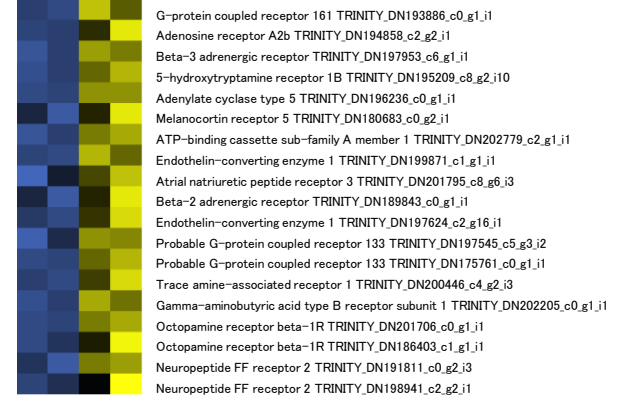 G-protein coupled receptor 161 TRINITY_DN193886_c0_g1_i1
Adenosine receptor A2b TRINITY_DN194858_c2_g2_i1
Beta-3 adrenergic receptor TRINITY_DN197953_c6_g1_i1
5-hydroxytryptamine receptor 1B TRINITY_DN195209_c8_g2_i10
Adenylate cyclase type 5 TRINITY_DN196236_c0_g1_i1
Melanocortin receptor 5 TRINITY_DN180683_c0_g2_i1
ATP-binding cassette sub-family A member 1 TRINITY_DN202779_c2_g1_i1
Endothelin-converting enzyme 1 TRINITY_DN199871_c1_g1_i1
Atrial natriuretic peptide receptor 3 TRINITY_DN201795_c8_g6_i3
Beta-2 adrenergic receptor TRINITY_DN189843_c0_g1_i1
Endothelin-converting enzyme 1 TRINITY_DN197624_c2_g16_i1
Probable G-protein coupled receptor 133 TRINITY_DN197545_c5_g3_i2
Probable G-protein coupled receptor 133 TRINITY_DN175761_c0_g1_i1
Trace amine-associated receptor 1 TRINITY_DN200446_c4_g2_i3
Gamma-aminobutyric acid type B receptor subunit 1 TRINITY_DN202205_c0_g1_i1
Octopamine receptor beta-1R TRINITY_DN201706_c0_g1_i1
Octopamine receptor beta-1R TRINITY_DN186403_c1_g1_i1
Neuropeptide FF receptor 2 TRINITY_DN191811_c0_g2_i3
Neuropeptide FF receptor 2 TRINITY_DN198941_c2_g2_i1